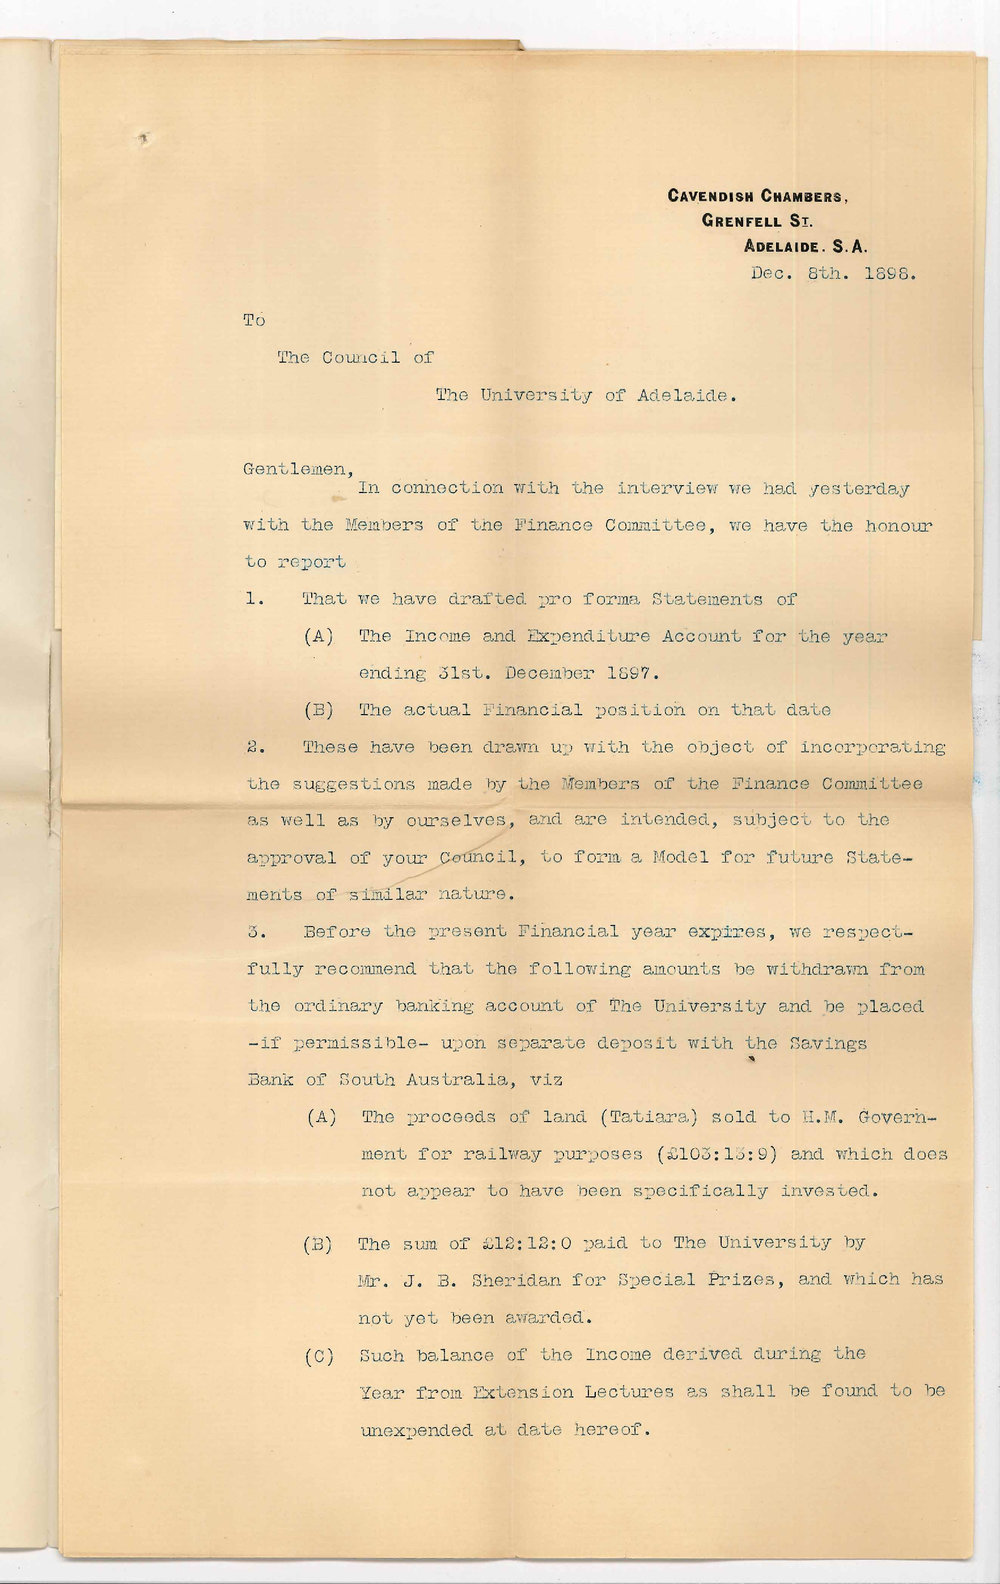 CAVENDISH CHAMBERS,
GRENFELL ST.
ADELAIDE. S.A.
Dec. 8th. 1898.
To
The Council of
The University of Adelaide.
Gentlemen,
In connection with the interview we had yesterday
with the Members of the Finance Committee, we have the honour
to report
1. That we have drafted pro forma Statements of
(A) The Income and Expenditure Account for the year
ending 31st. December 1897.
(B) The actual Financial position on that date
2. These have been drawn up with the object of incorporating
the suggestions made by the Members of the Finance Committee
as well as by ourselves, and are intended, subject to the
approval of your Council, to form a Model for future State-
ments of similar nature.
3. Before the present Financial year expires, we respect-
fully recommend that the following amounts be withdrawn from
the ordinary banking account of The University and be placed
-if permissible- upon separate deposit with the Savings
Bank of South Australia, viz
(A) The proceeds of land (Tatiara) sold to H.M. Govern-
ment for railway purposes (£103:13:9) and which does
not appear to have been specifically invested.
(B) The sum of £12:12:0 paid to The University by
Mr. J. B. Sheridan for Special Prizes, and which has
not yet been awarded.
(C) Such balance of the Income derived during the
Year from Extension Lectures as shall be found to be
unexpended at date hereof.